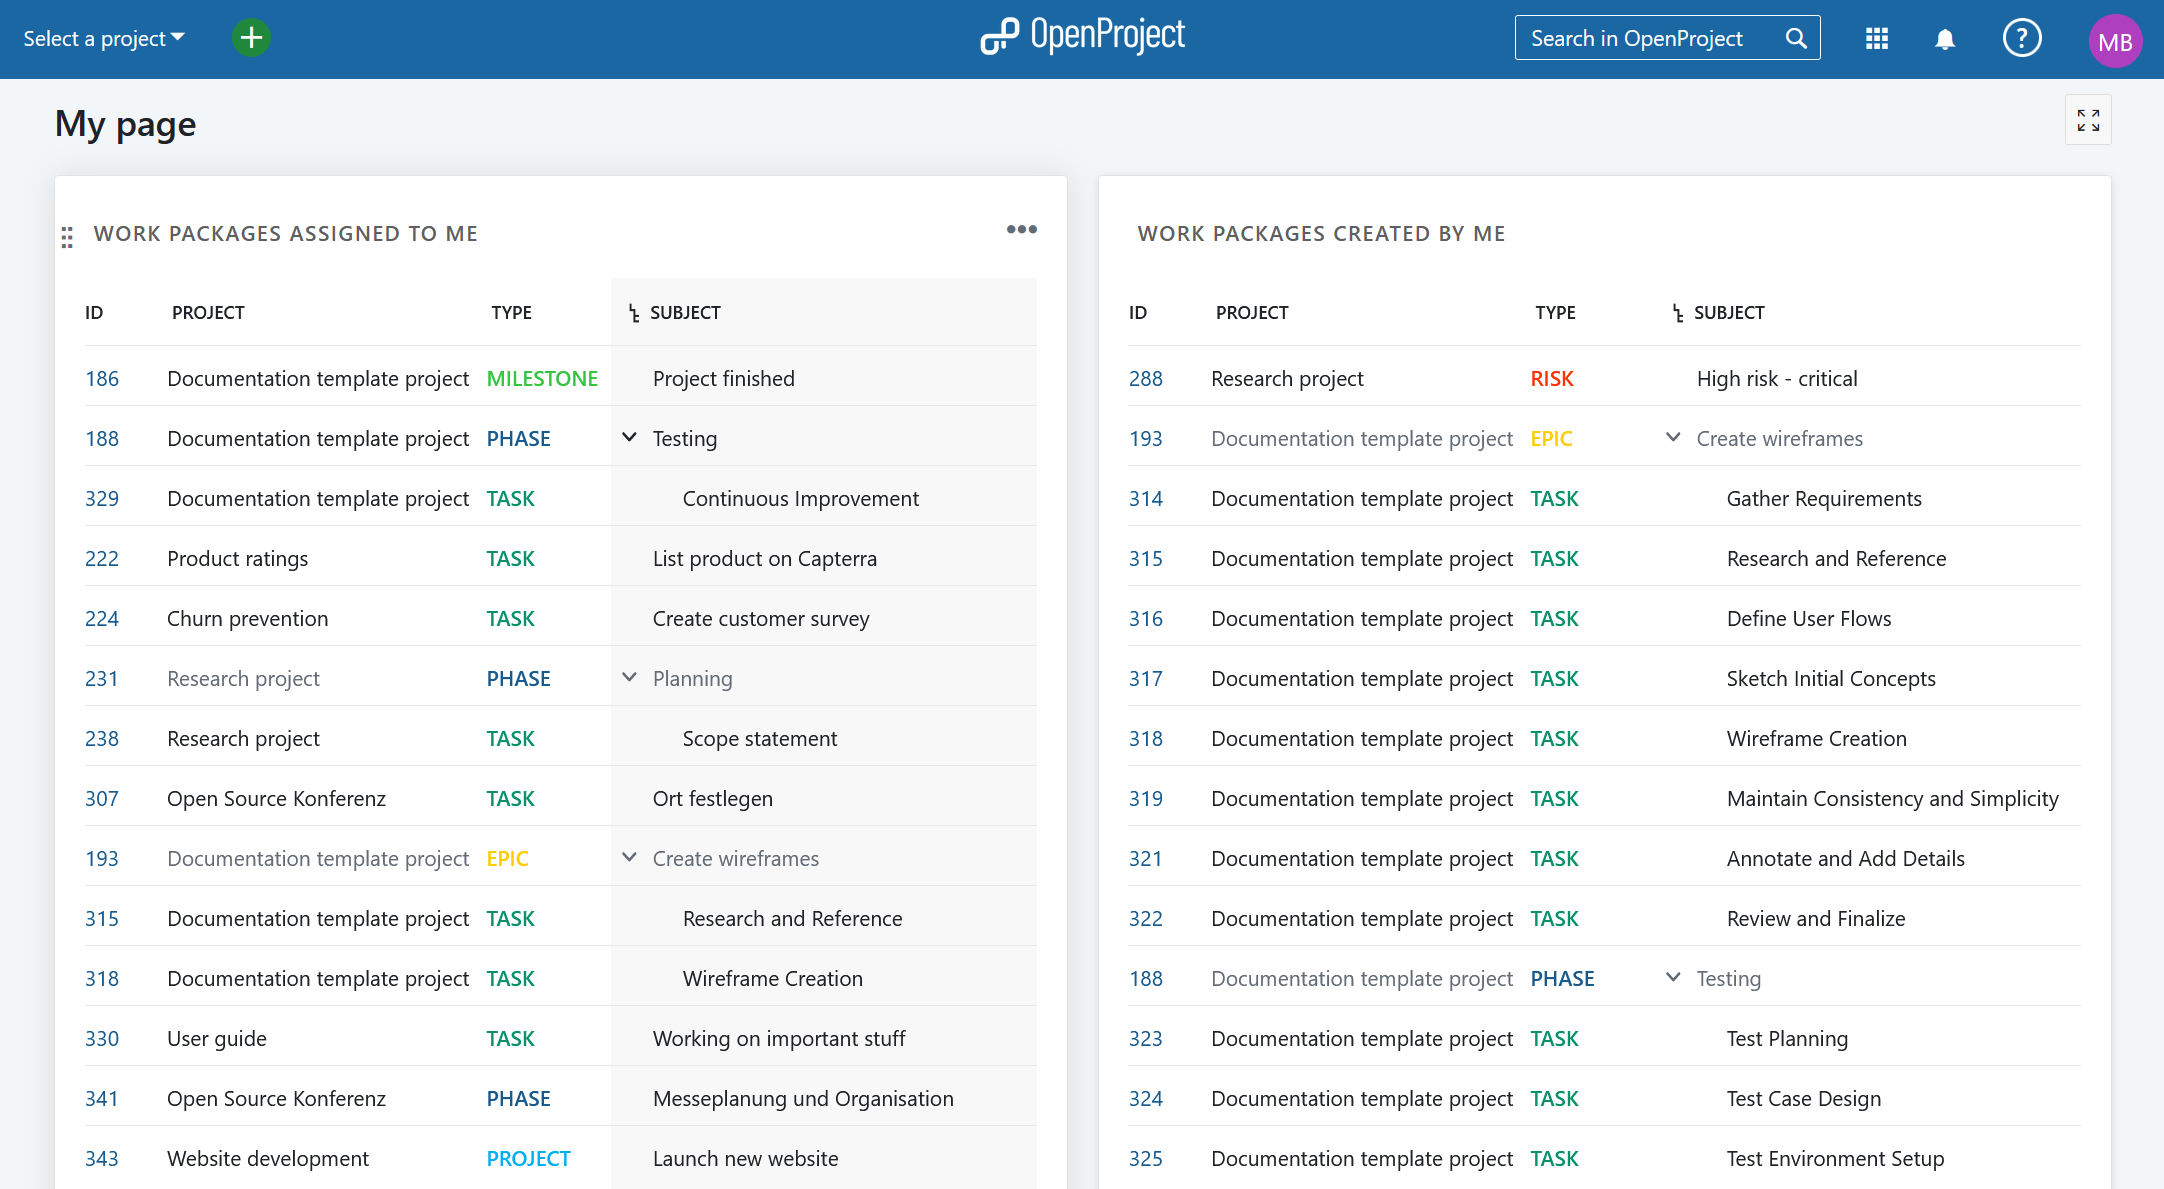 Select a project
OpenProject
Search in OpenProject
?
MB
My page
WORK PACKAGES ASSIGNED TO ME
ID PROJECT TYPE SUBJECT
186 Documentation template project MILESTONE Project finished
188 Documentation template project PHASE Testing
329 Documentation template project TASK Continuous Improvement
222 Product ratings TASK List product on Capterra
224 Churn prevention TASK Create customer survey
231 Research project PHASE Planning
238 Research project TASK Scope statement
307 Open Source Konferenz TASK Ort festlegen
193 Documentation template project EPIC Create wireframes
315 Documentation template project TASK Research and Reference
318 Documentation template project TASK Wireframe Creation
330 User guide TASK Working on important stuff
341 Open Source Konferenz PHASE Messeplanung und Organisation
343 Website development PROJECT Launch new website
WORK PACKAGES CREATED BY ME
ID PROJECT TYPE SUBJECT
288 Research project RISK High risk - critical
193 Documentation template project EPIC Create wireframes
314 Documentation template project TASK Gather Requirements
315 Documentation template project TASK Research and Reference
316 Documentation template project TASK Define User Flows
317 Documentation template project TASK Sketch Initial Concepts
318 Documentation template project TASK Wireframe Creation
319 Documentation template project TASK Maintain Consistency and Simplicity
321 Documentation template project TASK Annotate and Add Details
322 Documentation template project TASK Review and Finalize
188 Documentation template project PHASE Testing
323 Documentation template project TASK Test Planning
324 Documentation template project TASK Test Case Design
325 Documentation template project TASK Test Environment Setup